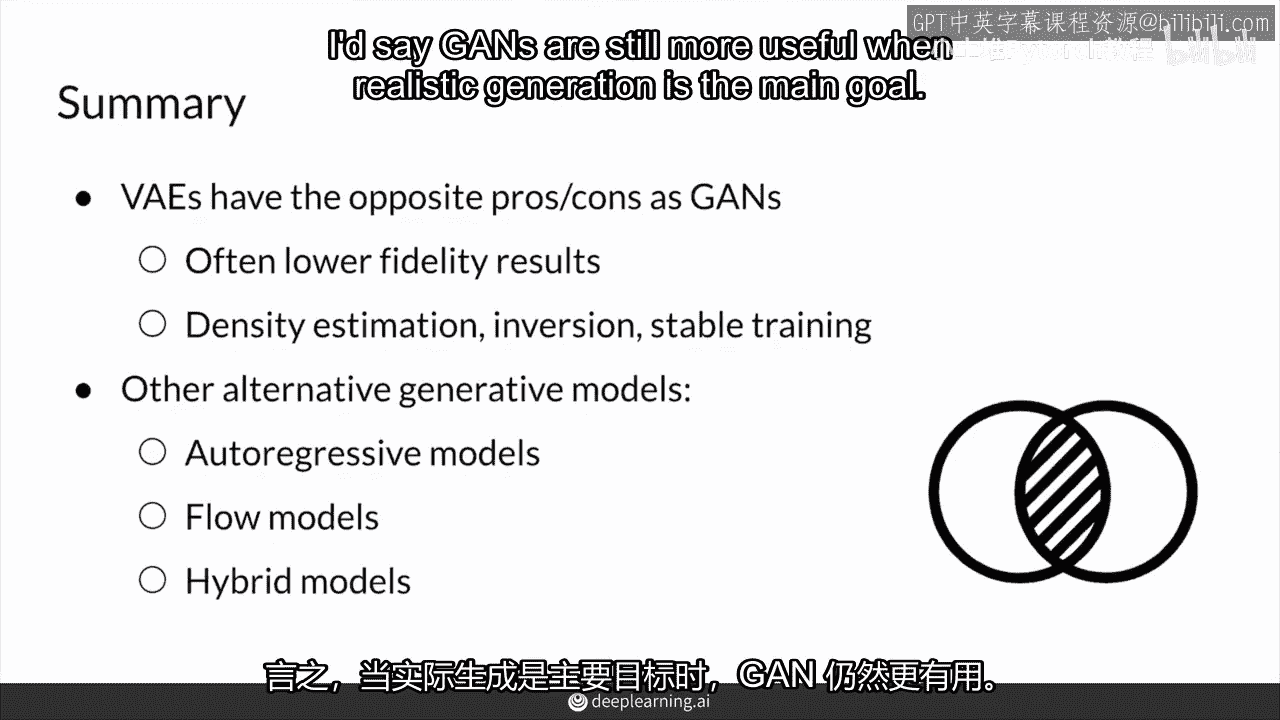 GPT中英字幕课程资源@bilibili.com
I'd say GANs are still more useful when
realistic generation is the main goal.
Summary
● VAEs have the opposite pros/cons as GANs
○ Often lower fidelity results
○ Density estimation, inversion, stable training
● Other alternative generative models:
○ Autoregressive models
○ Flow models
○ Hybrid models
言之，当实际生成是主要目标时，GAN 仍然更有用。
deeplearning.ai